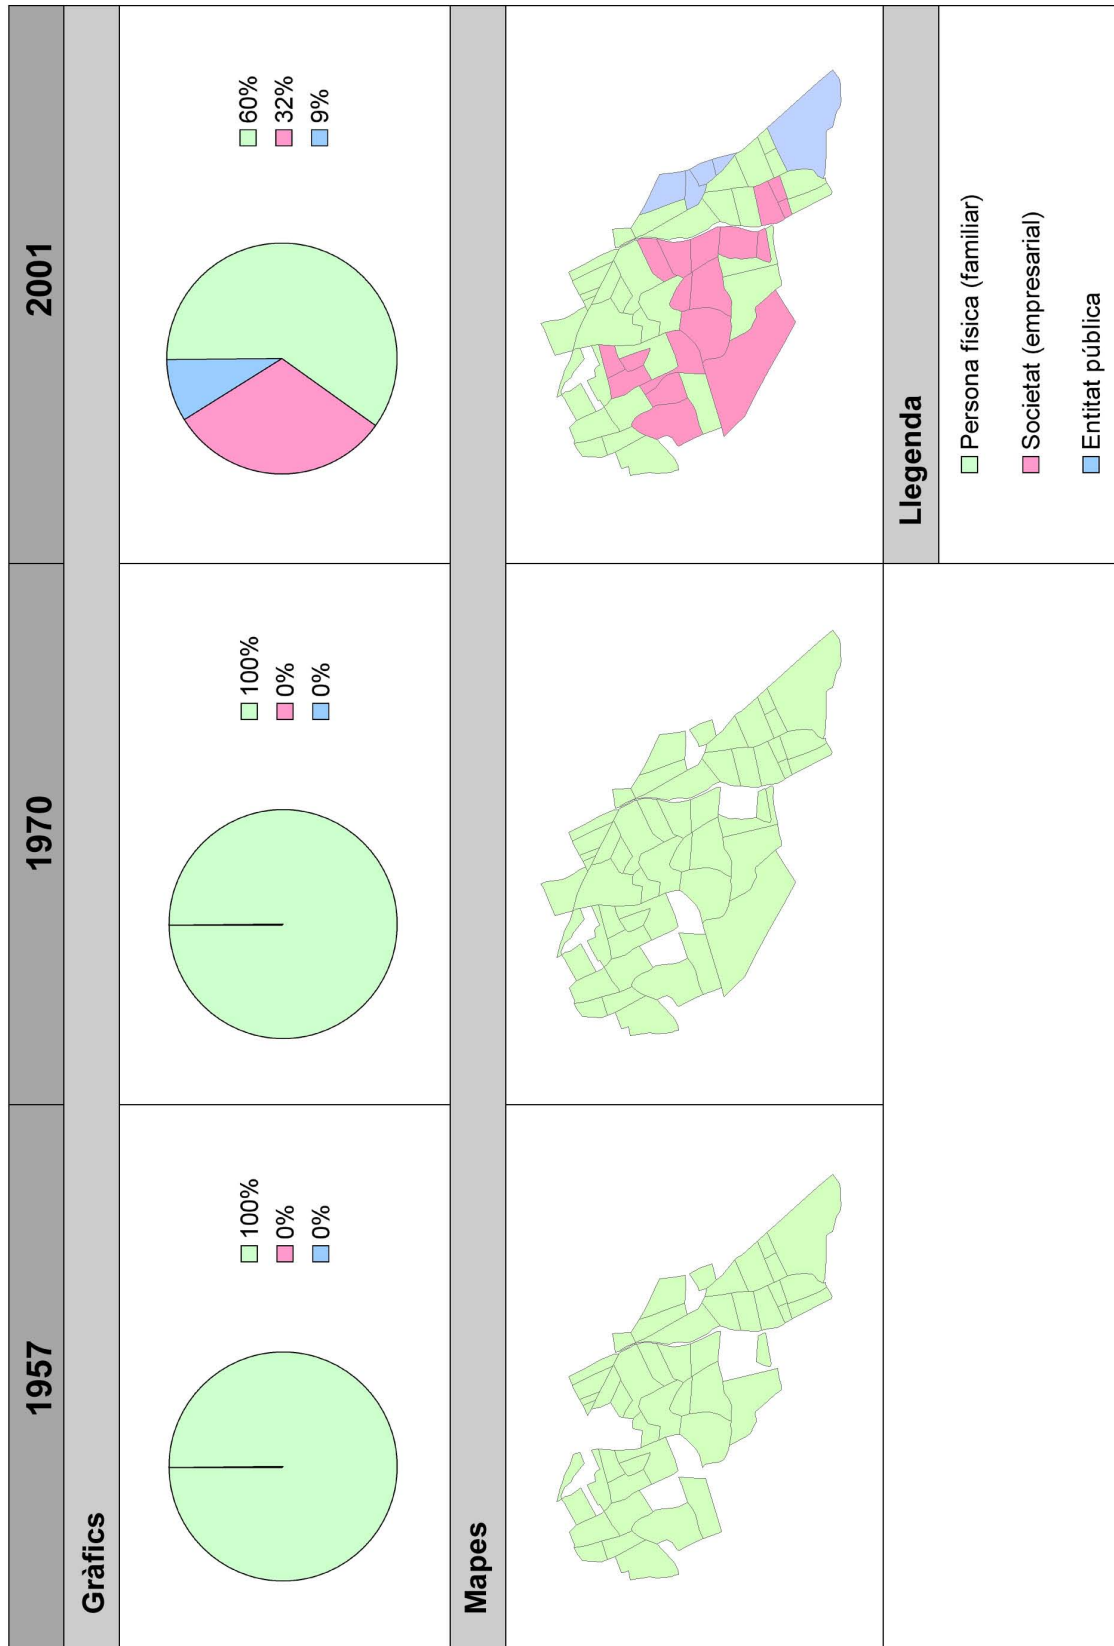 1957
1970
2001
Gràfics
100%
0%
0%
100%
0%
0%
60%
32%
9%
Mapes
Llegenda
Persona física (familiar)
Societat (empresarial)
Entitat pública